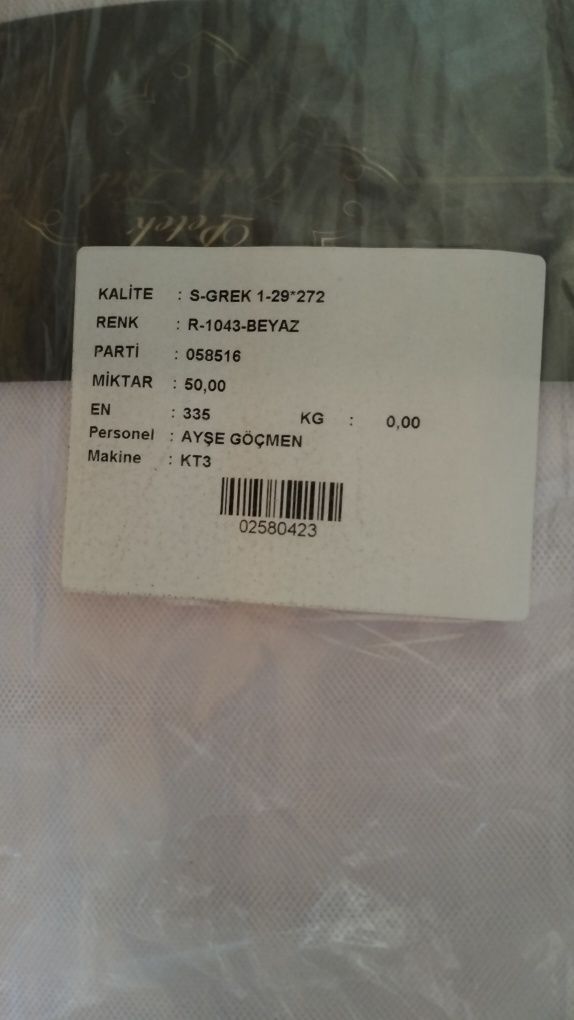 Petek
KALİTE : S-GREK 1-29*272
RENK : R-1043-BEYAZ
PARTİ : 058516
MİKTAR : 50,00
EN : 335 KG : 0,00
Personel : AYŞE GÖÇMEN
Makine : KT3
02580423